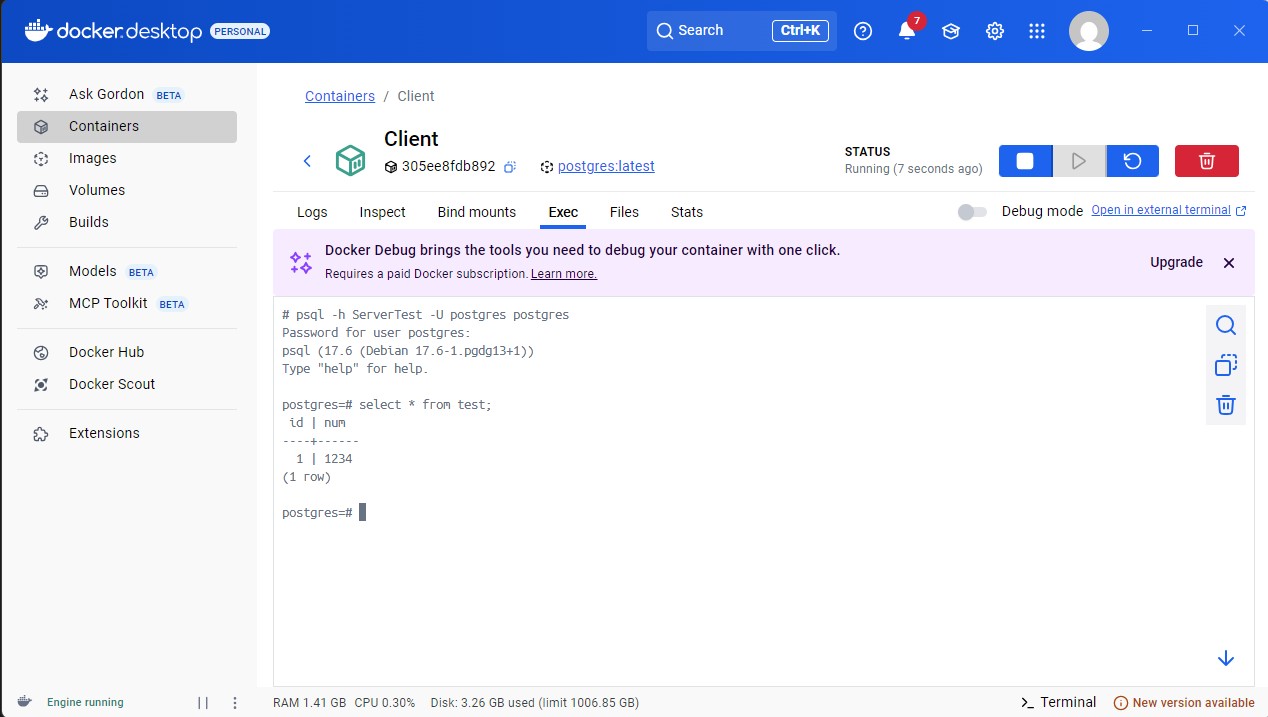 docker.desktop PERSONAL
Search Ctrl+K
7
Ask Gordon BETA
Containers
Images
Volumes
Builds
Models BETA
MCP Toolkit BETA
Docker Hub
Docker Scout
Extensions
Containers / Client
Client
305ee8fdb892 postgres:latest
STATUS
Running (7 seconds ago)
Logs Inspect Bind mounts Exec Files Stats
Debug mode Open in external terminal
Docker Debug brings the tools you need to debug your container with one click.
Requires a paid Docker subscription. Learn more.
Upgrade
# psql -h ServerTest -U postgres postgres
Password for user postgres:
psql (17.6 (Debian 17.6-1.pgdg13+1))
Type "help" for help.
postgres=# select * from test;
 id | num
----+------
  1 | 1234
(1 row)
postgres=#
Engine running
RAM 1.41 GB CPU 0.30% Disk: 3.26 GB used (limit 1006.85 GB)
>_ Terminal
New version available